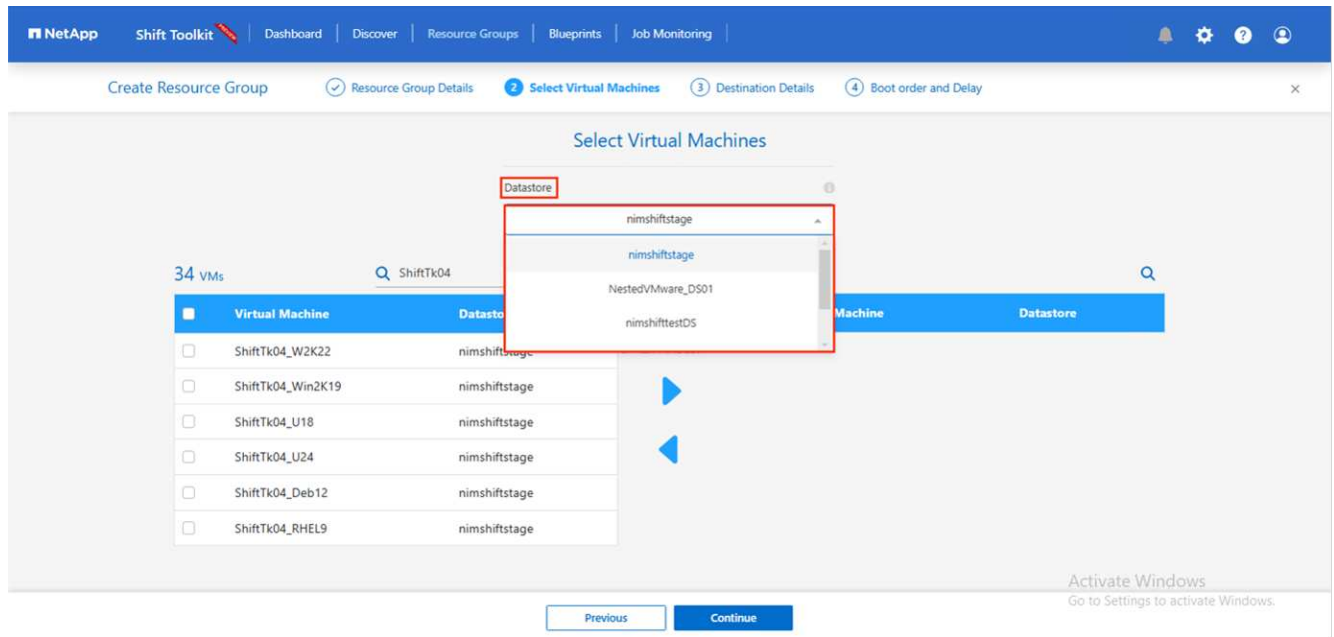 NetApp Shift Toolkit Dashboard Discover Resource Groups Blueprints Job Monitoring
Create Resource Group Resource Group Details 2 Select Virtual Machines 3 Destination Details 4 Boot order and Delay
Select Virtual Machines
Datastore
nimshiftstage
nimshiftstage
NestedVMware_DS01
nimshifttestDS
34 VMs ShiftTk04
Virtual Machine Machine Datastore
ShiftTk04_W2K22 nimshiftstage
ShiftTk04_Win2K19 nimshiftstage
ShiftTk04_U18 nimshiftstage
ShiftTk04_U24 nimshiftstage
ShiftTk04_Deb12 nimshiftstage
ShiftTk04_RHEL9 nimshiftstage
Activate Windows
Go to Settings to activate Windows.
Previous Continue